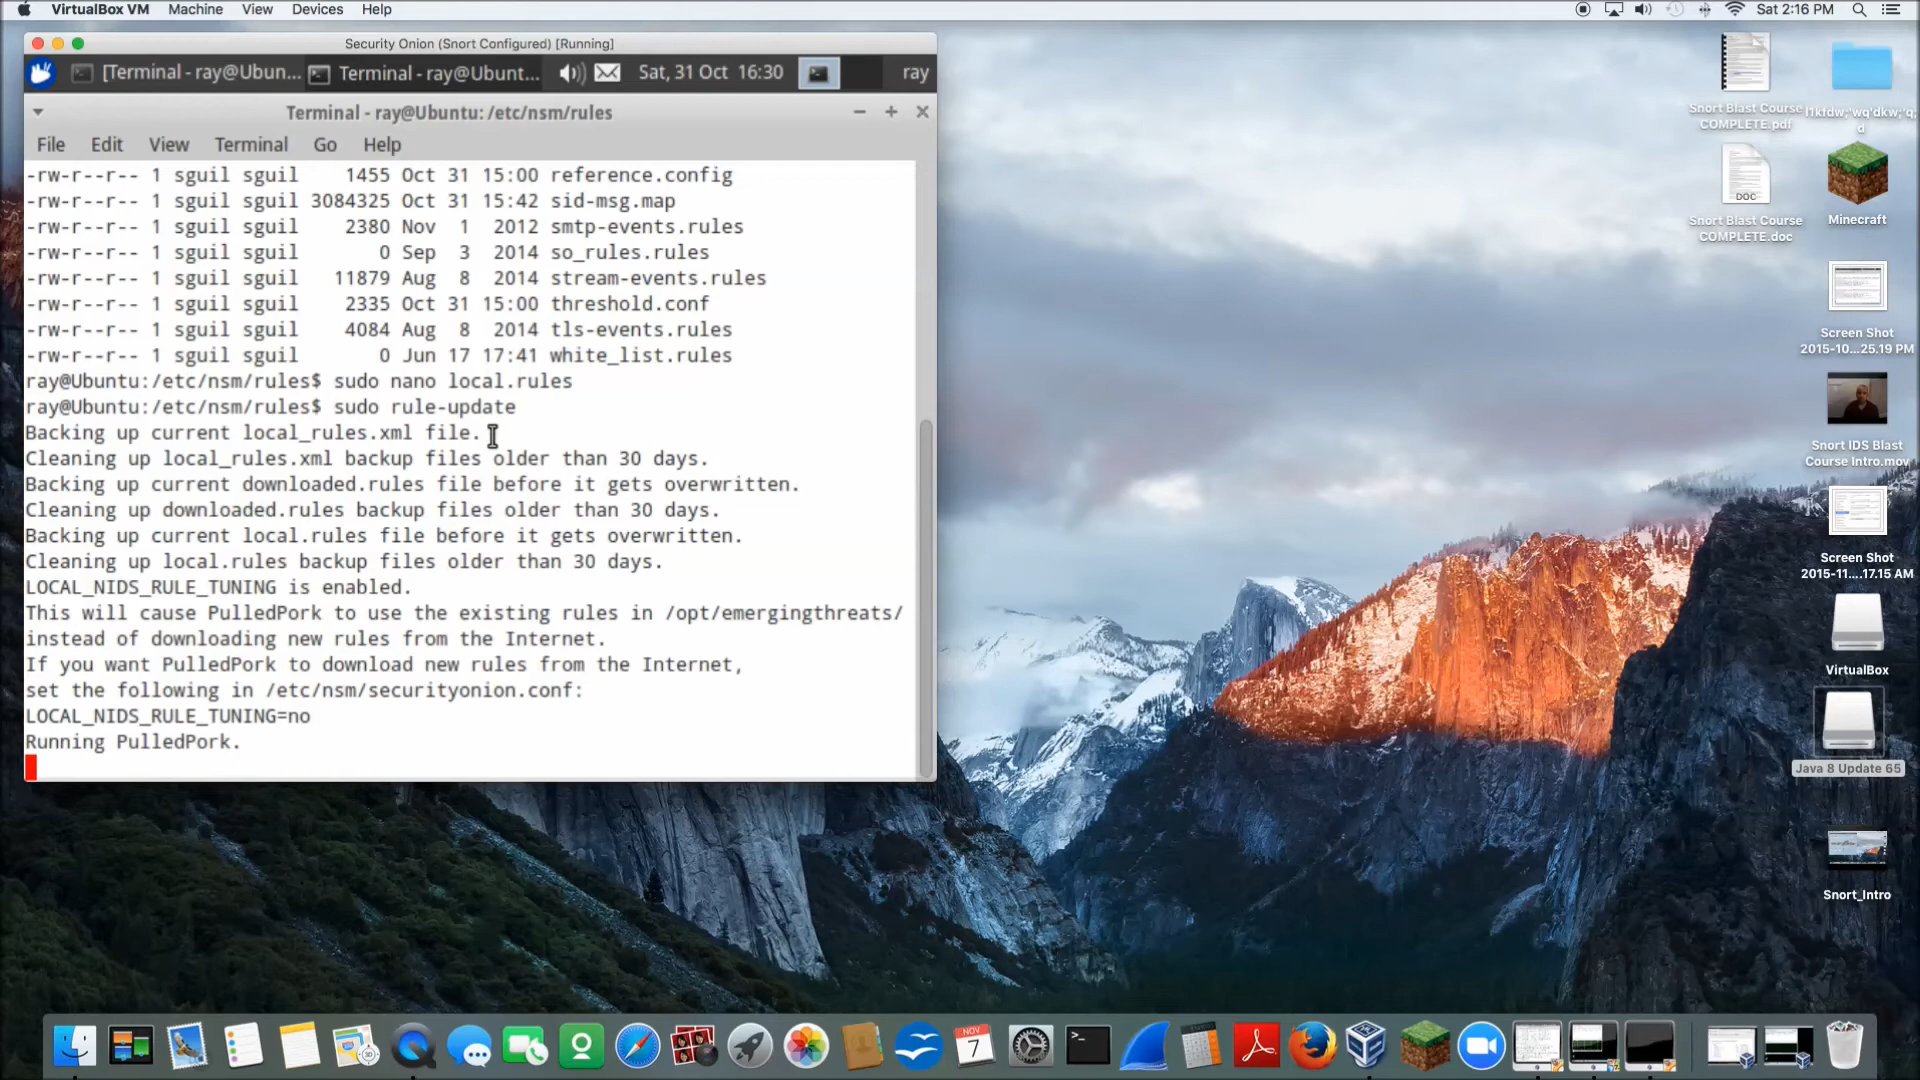 VirtualBox VM Machine View Devices Help Sat 2:16 PM
Security Onion (Snort Configured) [Running]
[Terminal - ray@Ubun... Terminal - ray@Ubunt... Sat, 31 Oct 16:30 ray
Terminal - ray@Ubuntu: /etc/nsm/rules
File Edit View Terminal Go Help
-rw-r--r-- 1 sguil sguil 1455 Oct 31 15:00 reference.config
-rw-r--r-- 1 sguil sguil 3084325 Oct 31 15:42 sid-msg.map
-rw-r--r-- 1 sguil sguil 2380 Nov 1 2012 smtp-events.rules
-rw-r--r-- 1 sguil sguil 0 Sep 3 2014 so_rules.rules
-rw-r--r-- 1 sguil sguil 11879 Aug 8 2014 stream-events.rules
-rw-r--r-- 1 sguil sguil 2335 Oct 31 15:00 threshold.conf
-rw-r--r-- 1 sguil sguil 4084 Aug 8 2014 tls-events.rules
-rw-r--r-- 1 sguil sguil 0 Jun 17 17:41 white_list.rules
ray@Ubuntu:/etc/nsm/rules$ sudo nano local.rules
ray@Ubuntu:/etc/nsm/rules$ sudo rule-update
Backing up current local_rules.xml file.
Cleaning up local_rules.xml backup files older than 30 days.
Backing up current downloaded.rules file before it gets overwritten.
Cleaning up downloaded.rules backup files older than 30 days.
Backing up current local.rules file before it gets overwritten.
Cleaning up local.rules backup files older than 30 days.
LOCAL_NIDS_RULE_TUNING is enabled.
This will cause PulledPork to use the existing rules in /opt/emergingthreats/
instead of downloading new rules from the Internet.
If you want PulledPork to download new rules from the Internet,
set the following in /etc/nsm/securityonion.conf:
LOCAL_NIDS_RULE_TUNING=no
Running PulledPork.
Snort Blast Course
COMPLETE.pdf
l1kfdw;'wq'dkw;'q;
d
DOC
Snort Blast Course
COMPLETE.doc
Minecraft
Screen Shot
2015-10...25.19 PM
Snort IDS Blast
Course Intro.mov
Screen Shot
2015-11....17.15 AM
VirtualBox
Java 8 Update 65
Snort_Intro
NOV
7